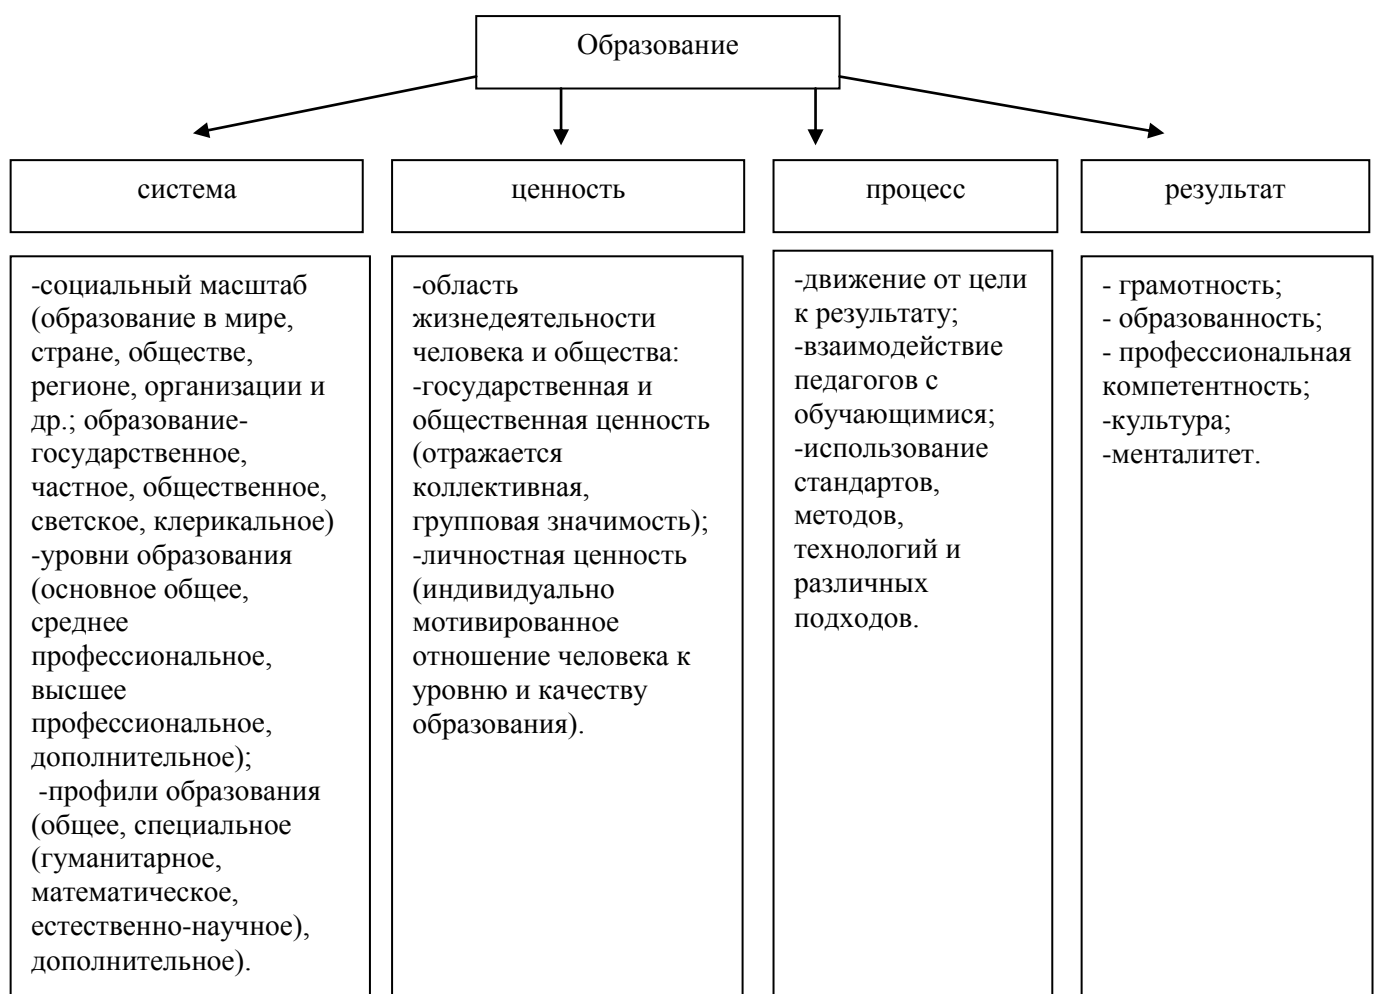 Образование
система
ценность
процесс
результат
-социальный масштаб
(образование в мире,
стране, обществе,
регионе, организации и
др.; образование-
государственное,
частное, общественное,
светское, клерикальное)
-уровни образования
(основное общее,
среднее
профессиональное,
высшее
профессиональное,
дополнительное);
-профили образования
(общее, специальное
(гуманитарное,
математическое,
естественно-научное),
дополнительное).
-область
жизнедеятельности
человека и общества:
-государственная и
общественная ценность
(отражается
коллективная,
групповая значимость);
-личностная ценность
(индивидуально
мотивированное
отношение человека к
уровню и качеству
образования).
-движение от цели
к результату;
-взаимодействие
педагогов с
обучающимися;
-использование
стандартов,
методов,
технологий и
различных
подходов.
- грамотность;
- образованность;
- профессиональная
компетентность;
-культура;
-менталитет.